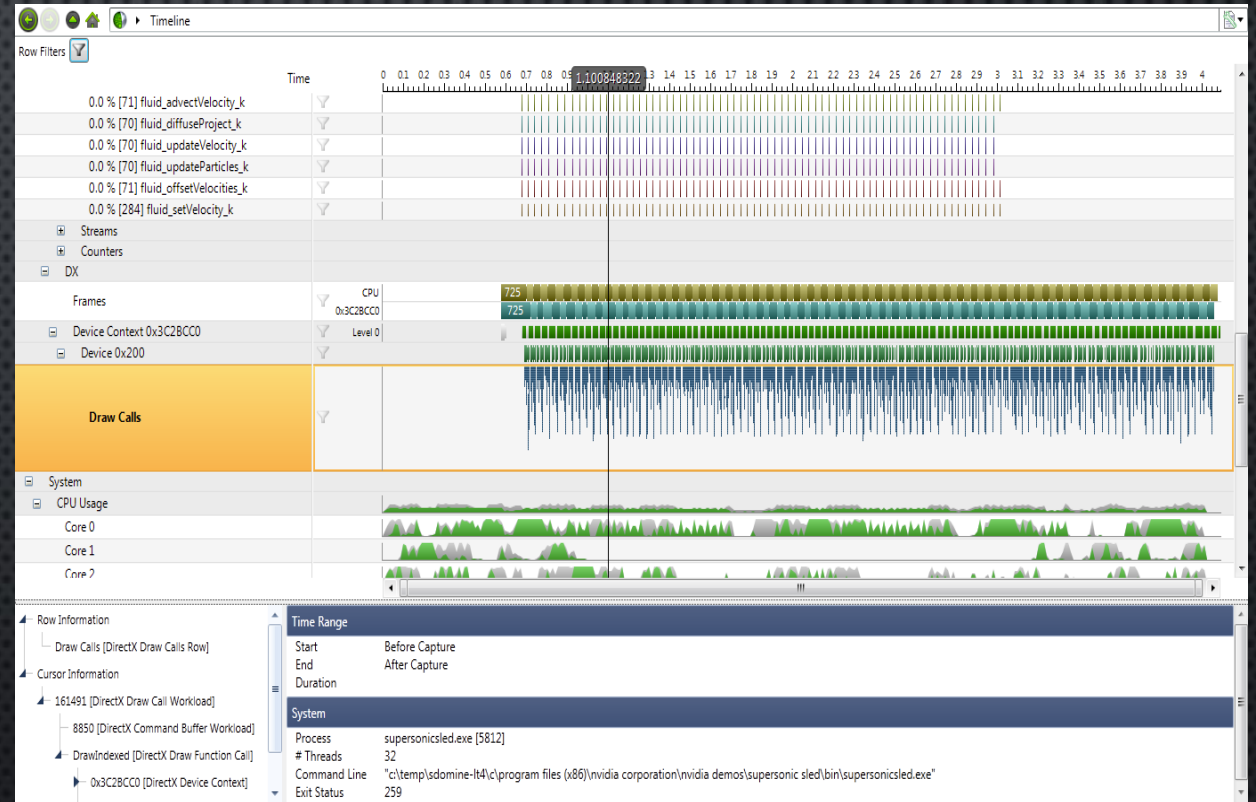 Timeline
Row Filters
Time 0 0.1 0.2 0.3 0.4 0.5 0.6 0.7 0.8 1,100848322 1.4 1.5 1.6 1.7 1.8 1.9 2 2.1 2.2 2.3 2.4 2.5 2.6 2.7 2.8 2.9 3 3.1 3.2 3.3 3.4 3.5 3.6 3.7 3.8 3.9 4
0.0 % [71] fluid_advectVelocity_k
0.0 % [70] fluid_diffuseProject_k
0.0 % [70] fluid_updateVelocity_k
0.0 % [70] fluid_updateParticles_k
0.0 % [71] fluid_offsetVelocities_k
0.0 % [284] fluid_setVelocity_k
Streams
Counters
DX
Frames
CPU 725
0x3C2BCC0 725
Device Context 0x3C2BCC0 Level 0
Device 0x200
Draw Calls
System
CPU Usage
Core 0
Core 1
Core 2
Row Information
Draw Calls [DirectX Draw Calls Row]
Cursor Information
161491 [DirectX Draw Call Workload]
8850 [DirectX Command Buffer Workload]
DrawIndexed [DirectX Draw Function Call]
0x3C2BCC0 [DirectX Device Context]
Time Range
Start Before Capture
End After Capture
Duration
System
Process supersonicsled.exe [5812]
# Threads 32
Command Line "c:\temp\sdomine-lt4\c\program files (x86)\nvidia corporation\nvidia demos\supersonic sled\bin\supersonicsled.exe"
Exit Status 259